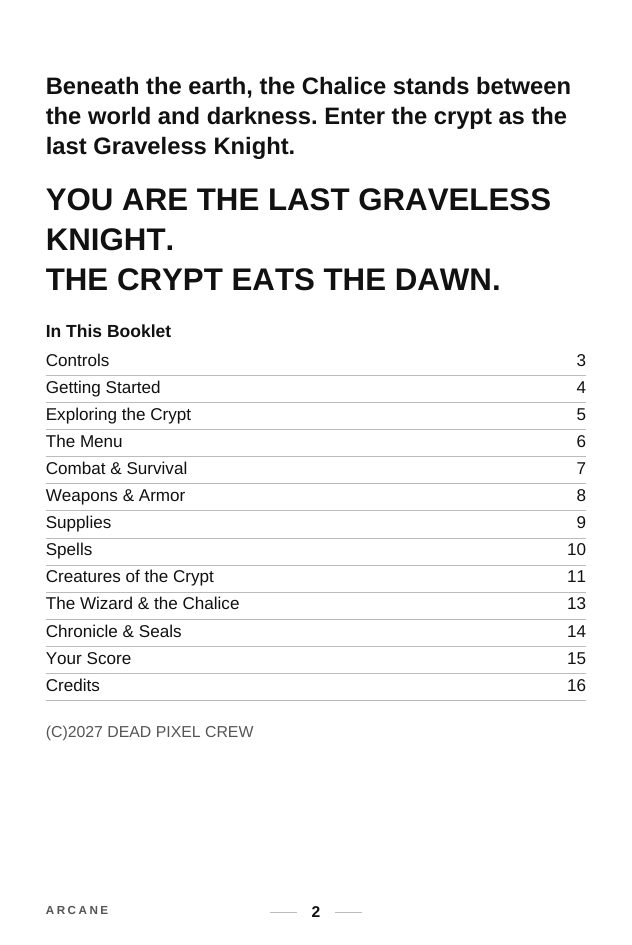 Beneath the earth, the Chalice stands between
the world and darkness. Enter the crypt as the
last Graveless Knight.
YOU ARE THE LAST GRAVELESS
KNIGHT.
THE CRYPT EATS THE DAWN.
In This Booklet
Controls 3
Getting Started 4
Exploring the Crypt 5
The Menu 6
Combat & Survival 7
Weapons & Armor 8
Supplies 9
Spells 10
Creatures of the Crypt 11
The Wizard & the Chalice 13
Chronicle & Seals 14
Your Score 15
Credits 16
(C)2027 DEAD PIXEL CREW
ARCANE 2